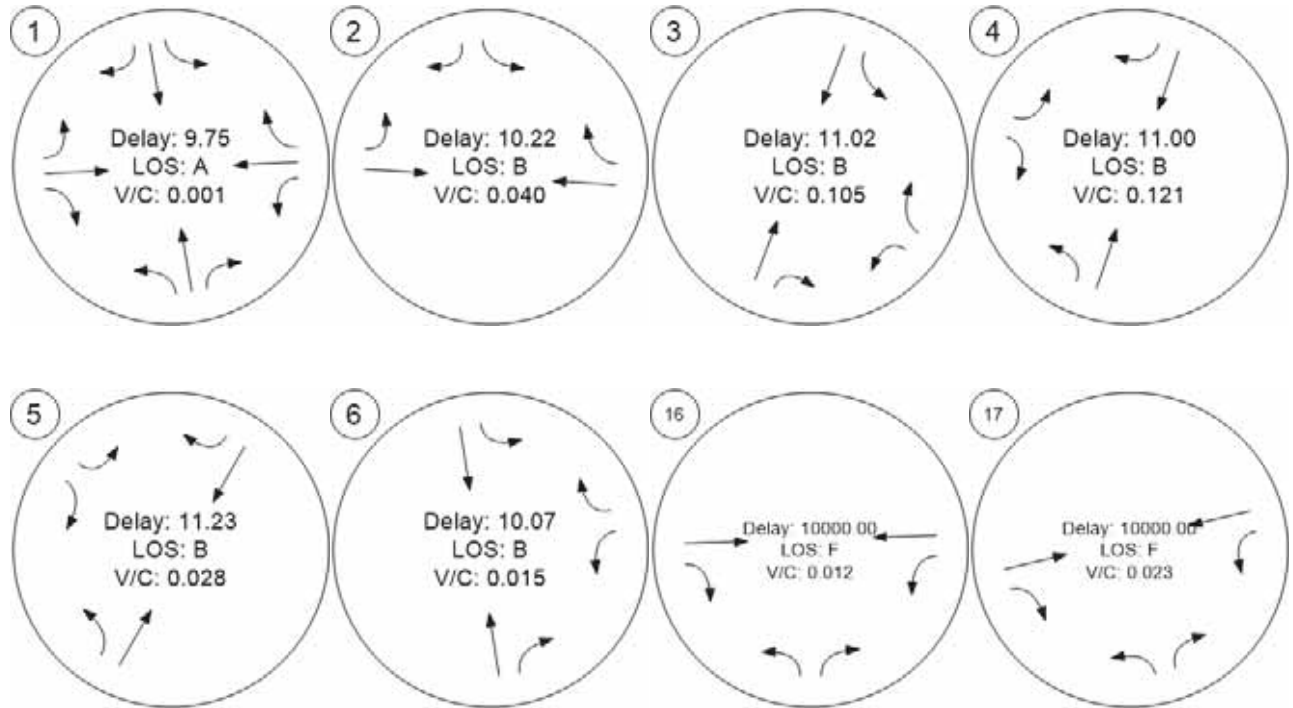 1
Delay: 9.75
LOS: A
V/C: 0.001
2
Delay: 10.22
LOS: B
V/C: 0.040
3
Delay: 11.02
LOS: B
V/C: 0.105
4
Delay: 11.00
LOS: B
V/C: 0.121
5
Delay: 11.23
LOS: B
V/C: 0.028
6
Delay: 10.07
LOS: B
V/C: 0.015
16
Delay: 10000.00
LOS: F
V/C: 0.012
17
Delay: 10000.00
LOS: F
V/C: 0.023